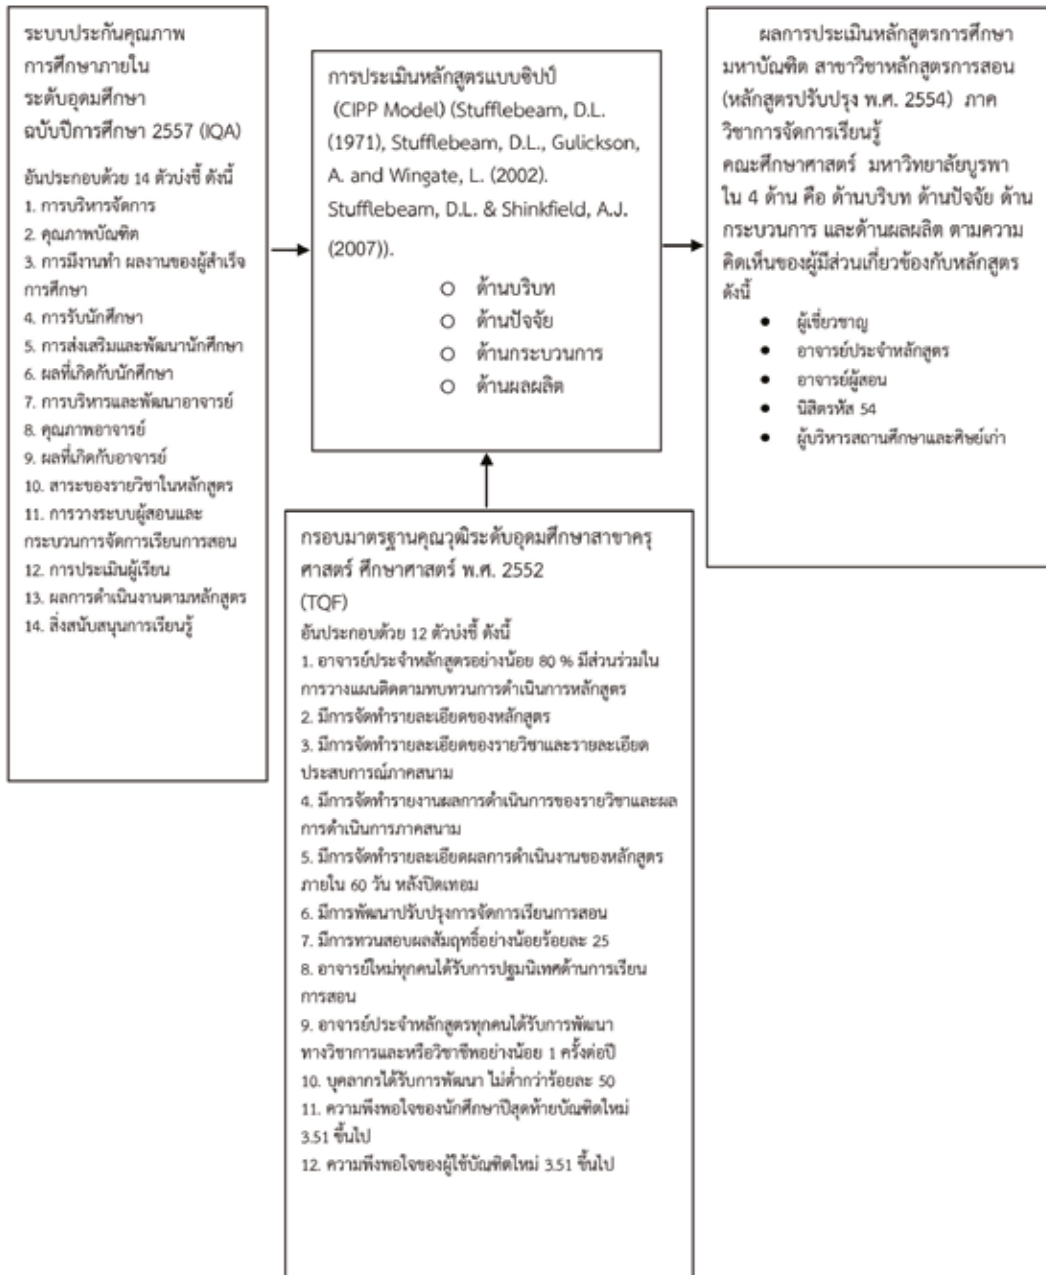 ระบบประกันคุณภาพ
การศึกษาภายใน
ระดับอุดมศึกษา
ฉบับปีการศึกษา 2557 (IQA)
อันประกอบด้วย 14 ตัวบ่งชี้ ดังนี้
1. การบริหารจัดการ
2. คุณภาพบัณฑิต
3. การมีงานทำ ผลงานของผู้สำเร็จ
การศึกษา
4. การรับนักศึกษา
5. การส่งเสริมและพัฒนานักศึกษา
6. ผลที่เกิดกับนักศึกษา
7. การบริหารและพัฒนาอาจารย์
8. คุณภาพอาจารย์
9. ผลที่เกิดกับอาจารย์
10. สาระของรายวิชาในหลักสูตร
11. การวางระบบผู้สอนและ
กระบวนการจัดการเรียนการสอน
12. การประเมินผู้เรียน
13. ผลการดำเนินงานตามหลักสูตร
14. สิ่งสนับสนุนการเรียนรู้
การประเมินหลักสูตรแบบซิปป์
(CIPP Model) (Stufflebeam, D.L.
(1971), Stufflebeam, D.L., Gulickson,
A. and Wingate, L. (2002).
Stufflebeam, D.L. & Shinkfield, A.J.
(2007)).
○ ด้านบริบท
○ ด้านปัจจัย
○ ด้านกระบวนการ
○ ด้านผลผลิต
กรอบมาตรฐานคุณวุฒิระดับอุดมศึกษาสาขาครุ
ศาสตร์ ศึกษาศาสตร์ พ.ศ. 2552
(TQF)
อันประกอบด้วย 12 ตัวบ่งชี้ ดังนี้
1. อาจารย์ประจำหลักสูตรอย่างน้อย 80 % มีส่วนร่วมใน
การวางแผนติดตามทบทวนการดำเนินการหลักสูตร
2. มีการจัดทำรายละเอียดของหลักสูตร
3. มีการจัดทำรายละเอียดของรายวิชาและรายละเอียด
ประสบการณ์ภาคสนาม
4. มีการจัดทำรายงานผลการดำเนินการของรายวิชาและผล
การดำเนินการภาคสนาม
5. มีการจัดทำรายละเอียดผลการดำเนินงานของหลักสูตร
ภายใน 60 วัน หลังปิดเทอม
6. มีการพัฒนาปรับปรุงการจัดการเรียนการสอน
7. มีการทวนสอบผลสัมฤทธิ์อย่างน้อยร้อยละ 25
8. อาจารย์ใหม่ทุกคนได้รับการปฐมนิเทศด้านการเรียน
การสอน
9. อาจารย์ประจำหลักสูตรทุกคนได้รับการพัฒนา
ทางวิชาการและหรือวิชาชีพอย่างน้อย 1 ครั้งต่อปี
10. บุคลากรได้รับการพัฒนา ไม่ต่ำกว่าร้อยละ 50
11. ความพึงพอใจของนักศึกษาปีสุดท้ายบัณฑิตใหม่
3.51 ขึ้นไป
12. ความพึงพอใจของผู้ใช้บัณฑิตใหม่ 3.51 ขึ้นไป
ผลการประเมินหลักสูตรการศึกษา
มหาบัณฑิต สาขาวิชาหลักสูตรการสอน
(หลักสูตรปรับปรุง พ.ศ. 2554) ภาค
วิชาการจัดการเรียนรู้
คณะศึกษาศาสตร์ มหาวิทยาลัยบูรพา
ใน 4 ด้าน คือ ด้านบริบท ด้านปัจจัย ด้าน
กระบวนการ และด้านผลผลิต ตามความ
คิดเห็นของผู้มีส่วนเกี่ยวข้องกับหลักสูตร
ดังนี้
● ผู้เชี่ยวชาญ
● อาจารย์ประจำหลักสูตร
● อาจารย์ผู้สอน
● นิสิตรหัส 54
● ผู้บริหารสถานศึกษาและศิษย์เก่า